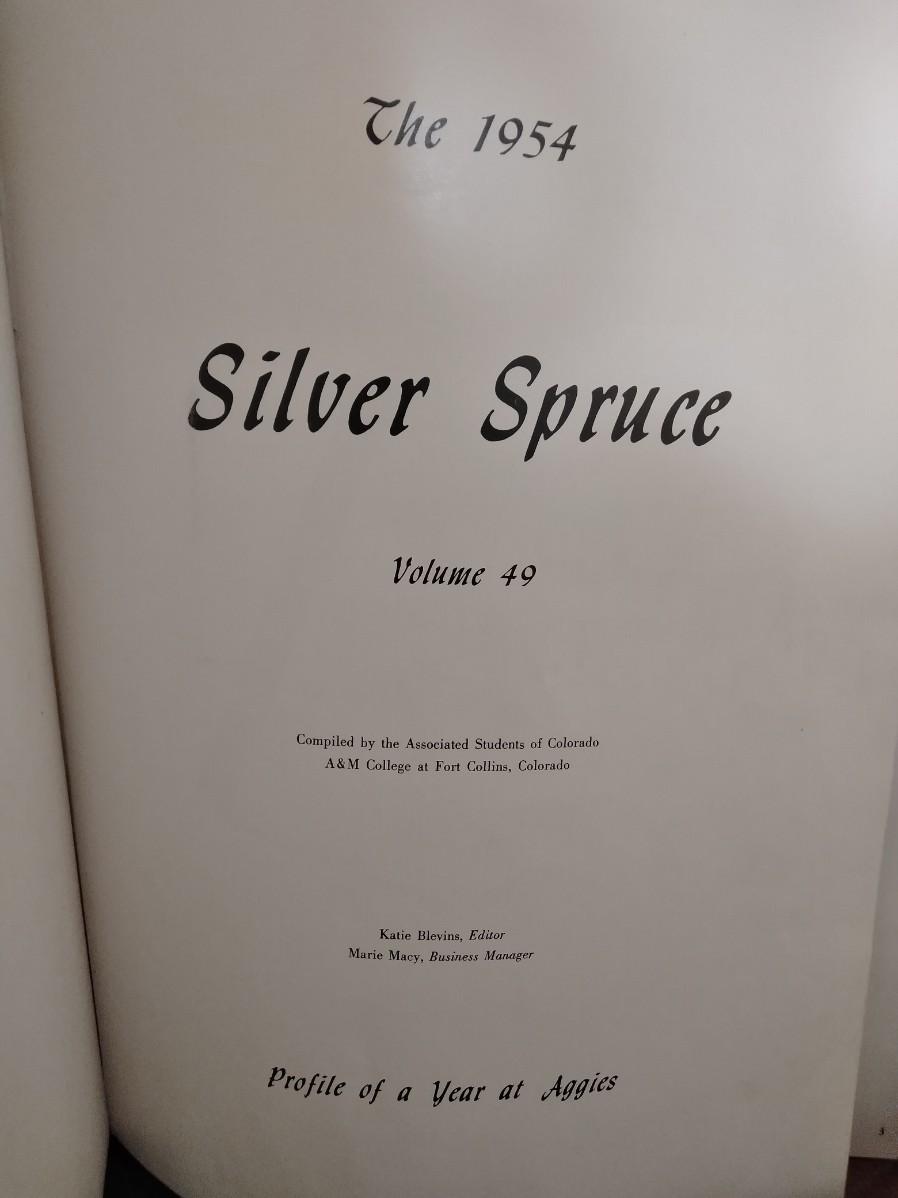 The 1954
Silver Spruce
Volume 49
Compiled by the Associated Students of Colorado
A&M College at Fort Collins, Colorado
Katie Blevins, Editor
Marie Macy, Business Manager
Profile of a Year at Aggies
3